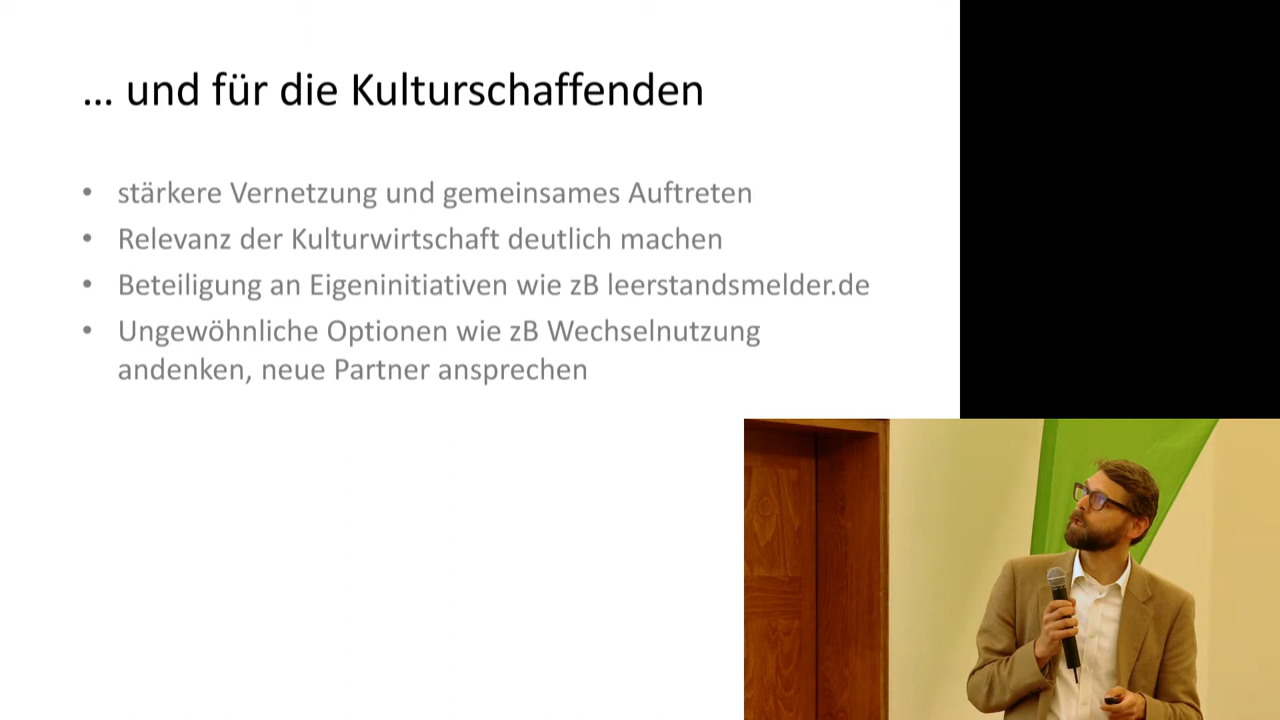 … und für die Kulturschaffenden
• stärkere Vernetzung und gemeinsames Auftreten
• Relevanz der Kulturwirtschaft deutlich machen
• Beteiligung an Eigeninitiativen wie zB leerstandsmelder.de
• Ungewöhnliche Optionen wie zB Wechselnutzung
andenken, neue Partner ansprechen